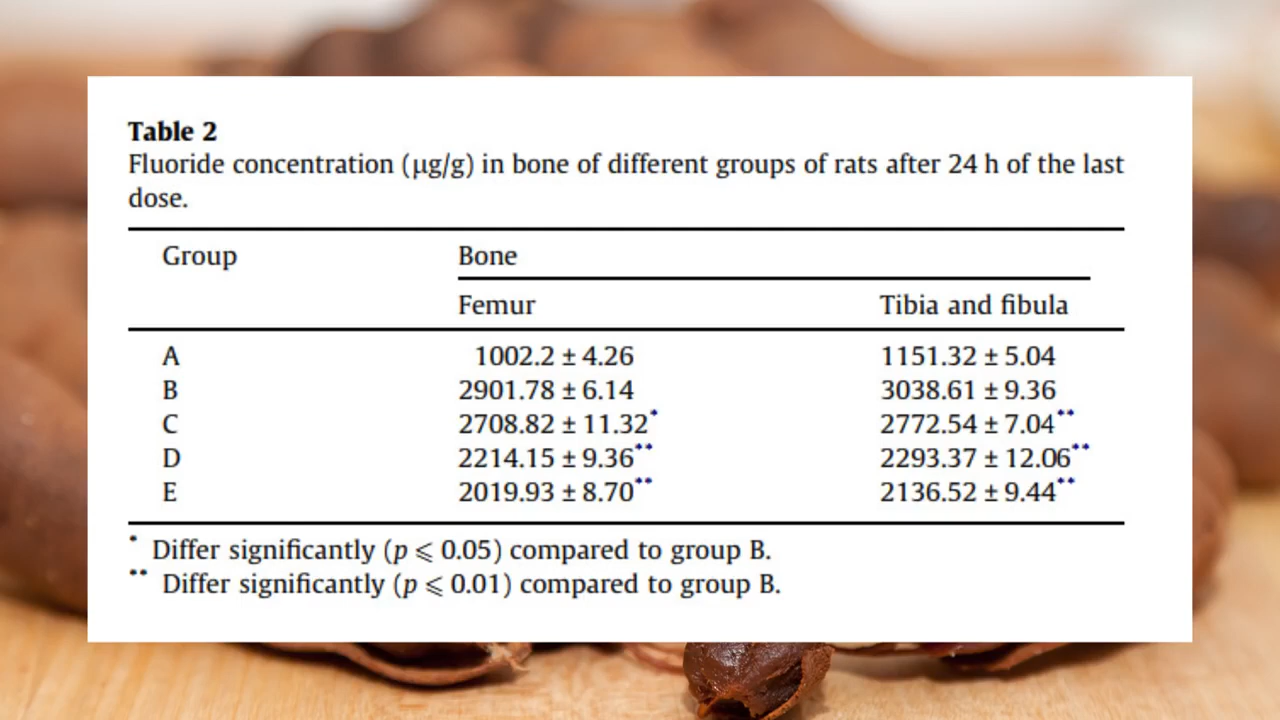 Table 2
Fluoride concentration (μg/g) in bone of different groups of rats after 24 h of the last
dose.
Group Bone
Femur Tibia and fibula
A 1002.2 ± 4.26 1151.32 ± 5.04
B 2901.78 ± 6.14 3038.61 ± 9.36
C 2708.82 ± 11.32* 2772.54 ± 7.04**
D 2214.15 ± 9.36** 2293.37 ± 12.06**
E 2019.93 ± 8.70** 2136.52 ± 9.44**
* Differ significantly (p ⩽ 0.05) compared to group B.
** Differ significantly (p ⩽ 0.01) compared to group B.